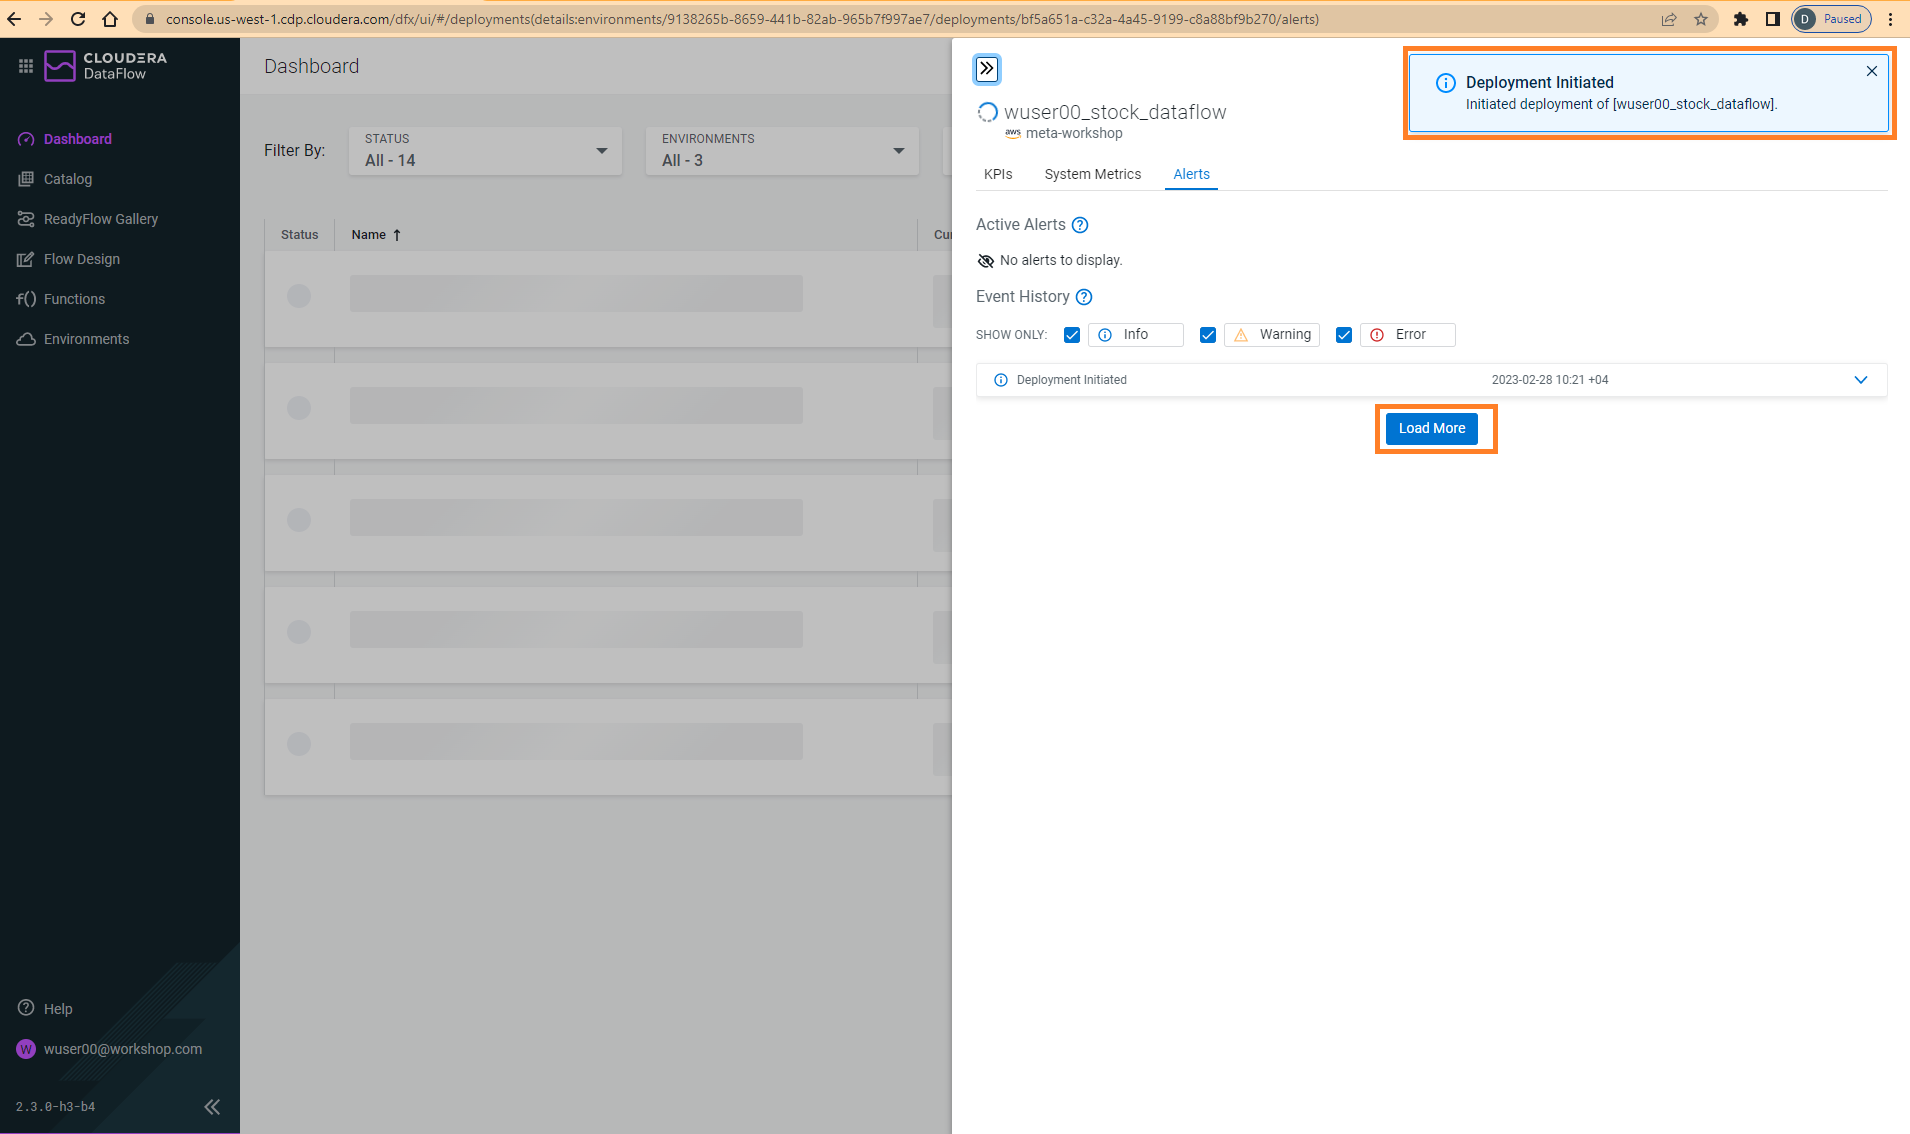 console.us-west-1.cdp.cloudera.com/dfx/ui/#/deployments(details:environments/9138265b-8659-441b-82ab-965b7f997ae7/deployments/bf5a651a-c32a-4a45-9199-c8a88bf9b270/alerts)
D Paused
CLOUDERA
DataFlow
Dashboard
Catalog
ReadyFlow Gallery
Flow Design
f() Functions
Environments
Help
W wuser00@workshop.com
2.3.0-h3-b4
Dashboard
Filter By:
STATUS
All - 14
ENVIRONMENTS
All - 3
Status
Name
Cu
wuser00_stock_dataflow
aws meta-workshop
Deployment Initiated
Initiated deployment of [wuser00_stock_dataflow].
KPIs
System Metrics
Alerts
Active Alerts
No alerts to display.
Event History
SHOW ONLY:
Info
Warning
Error
Deployment Initiated
2023-02-28 10:21 +04
Load More